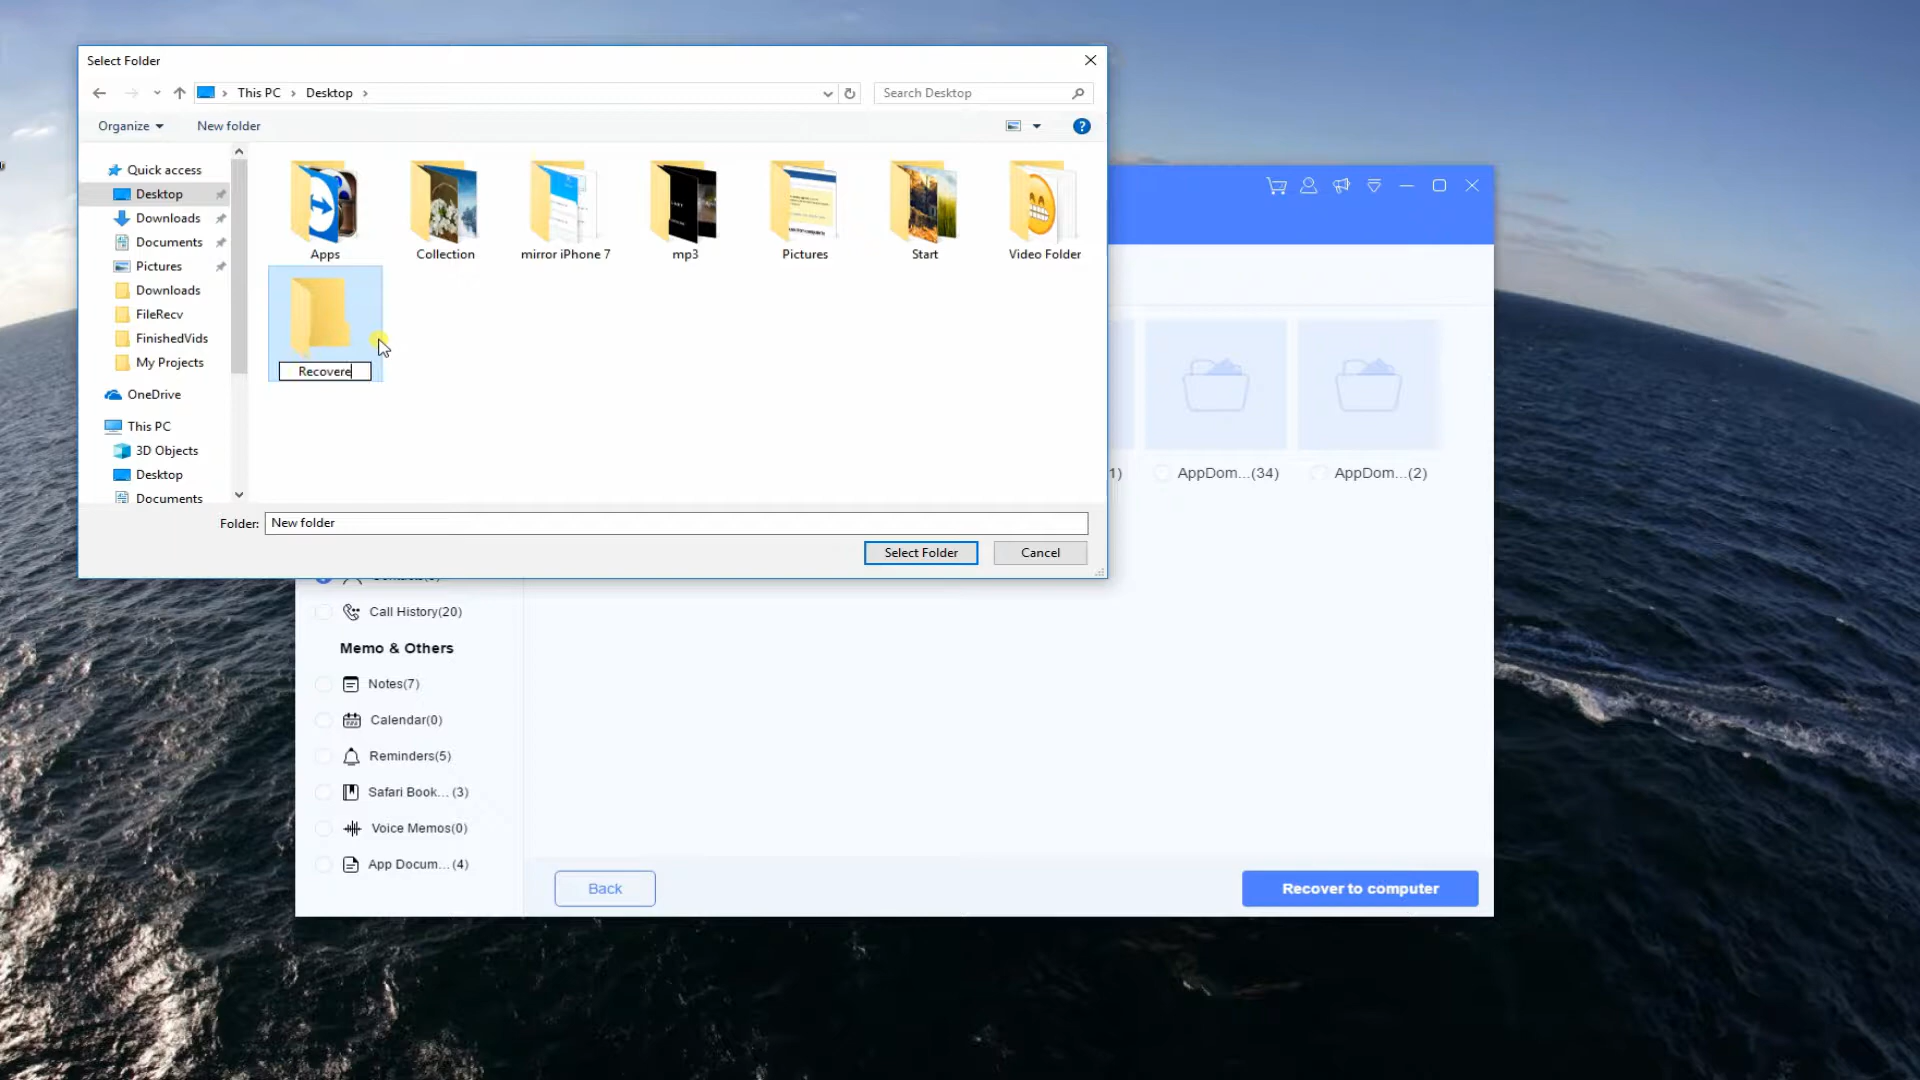 Select Folder
This PC > Desktop >
Search Desktop
Organize
New folder
Quick access
Desktop
Downloads
Documents
Pictures
Downloads
FileRecv
FinishedVids
My Projects
OneDrive
This PC
3D Objects
Desktop
Documents
Apps
Collection
mirror iPhone 7
mp3
Pictures
Start
Video Folder
Recovere
Folder: New folder
Select Folder
Cancel
1)
AppDom...(34)
AppDom...(2)
Call History(20)
Memo & Others
Notes(7)
Calendar(0)
Reminders(5)
Safari Book... (3)
Voice Memos(0)
App Docum... (4)
Back
Recover to computer